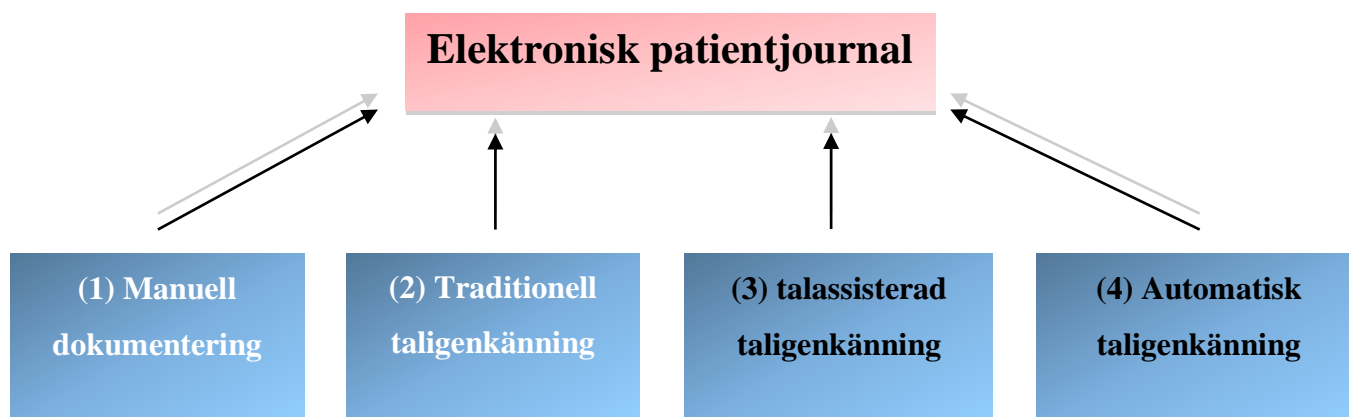 Elektronisk patientjournal
(1) Manuell
dokumentering
(2) Traditionell
taligenkänning
(3) talassisterad
taligenkänning
(4) Automatisk
taligenkänning